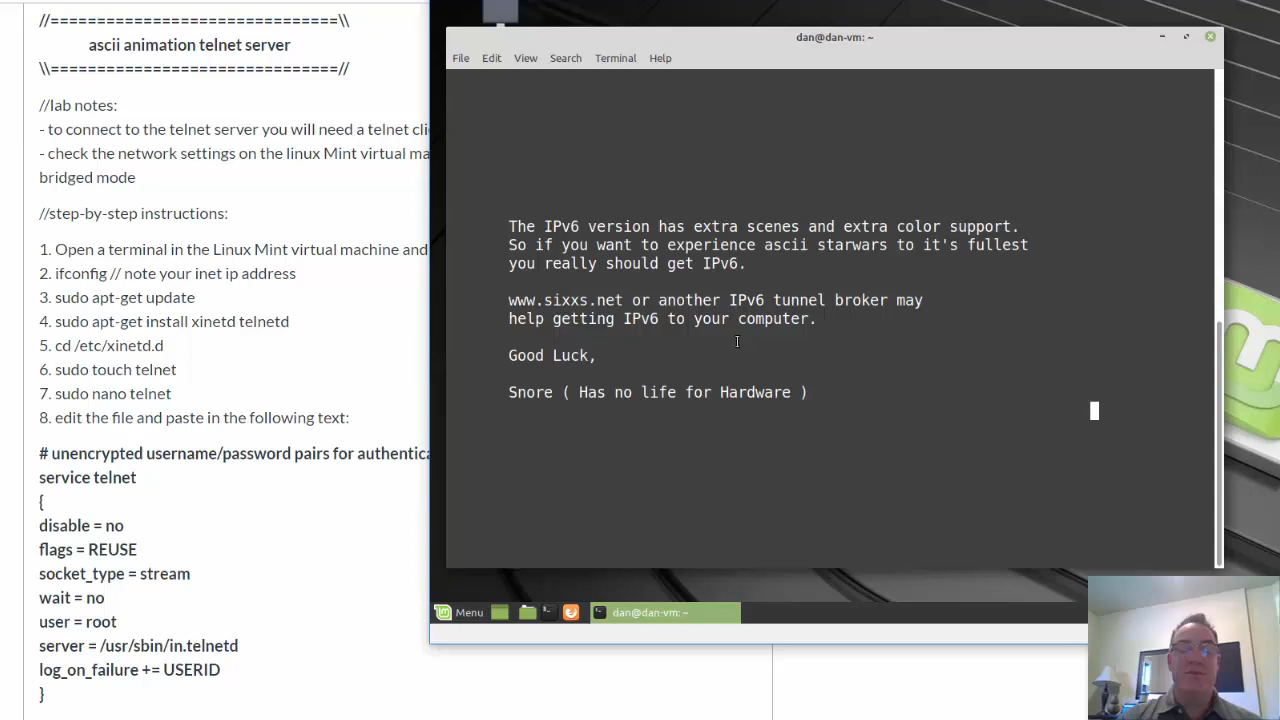 //===============================\\
ascii animation telnet server
\\===============================//
//lab notes:
- to connect to the telnet server you will need a telnet
- check the network settings on the linux Mint virtual
bridged mode
//step-by-step instructions:
1. Open a terminal in the Linux Mint virtual machine and
2. ifconfig // note your inet ip address
3. sudo apt-get update
4. sudo apt-get install xinetd telnetd
5. cd /etc/xinetd.d
6. sudo touch telnet
7. sudo nano telnet
8. edit the file and paste in the following text:
# unencrypted username/password pairs for
service telnet
{
disable = no
flags = REUSE
socket_type = stream
wait = no
user = root
server = /usr/sbin/in.telnetd
log_on_failure += USERID
}
dan@dan-vm: ~
File Edit View Search Terminal Help
The IPv6 version has extra scenes and extra color support.
So if you want to experience ascii starwars to it's fullest
you really should get IPv6.
www.sixxs.net or another IPv6 tunnel broker may
help getting IPv6 to your computer.
Good Luck,
Snore ( Has no life for Hardware )
Menu
dan@dan-vm: ~